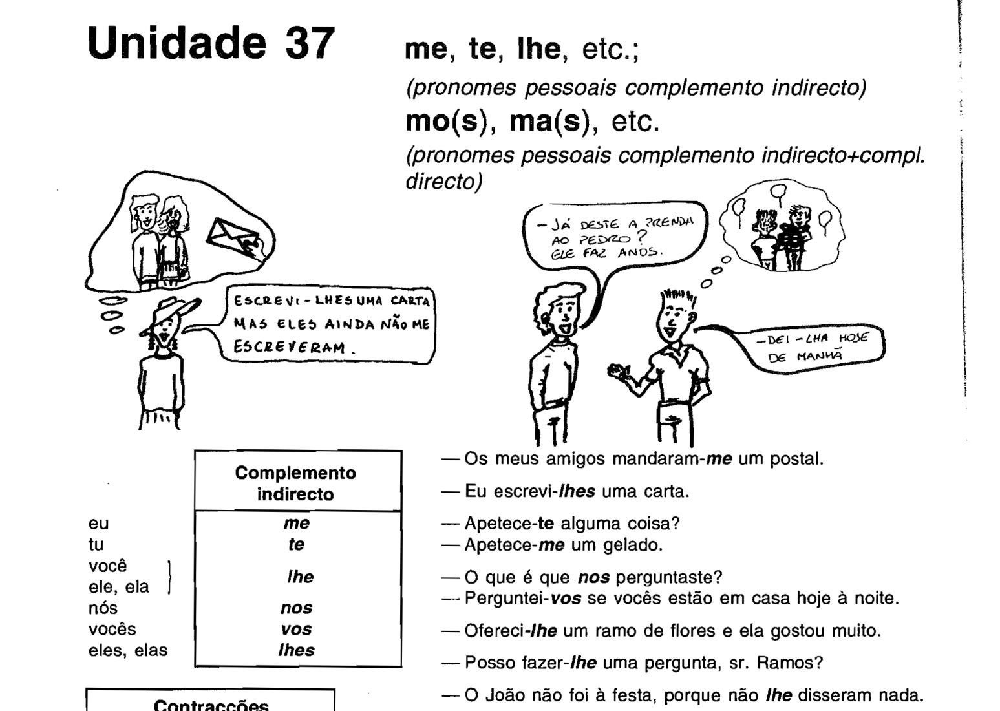 Unidade 37
me, te, lhe, etc.;
(pronomes pessoais complemento indirecto)
mo(s), ma(s), etc.
(pronomes pessoais complemento indirecto+compl.
directo)
ESCREVI-LHES UMA CARTA
MAS ELES AINDA NÃO ME
ESCREVERAM.
- JÁ DESTE A PRENDA
AO PEDRO?
ELE FAZ ANOS.
- DEI-LHA HOJE
DE MANHÃ
Complemento
indirecto
eu me
tu te
você
lhe
ele, ela
nós nos
vocês vos
eles, elas lhes
Contracções
— Os meus amigos mandaram-me um postal.
— Eu escrevi-lhes uma carta.
— Apetece-te alguma coisa?
— Apetece-me um gelado.
— O que é que nos perguntaste?
— Perguntei-vos se vocês estão em casa hoje à noite.
— Ofereci-lhe um ramo de flores e ela gostou muito.
— Posso fazer-lhe uma pergunta, sr. Ramos?
— O João não foi à festa, porque não lhe disseram nada.